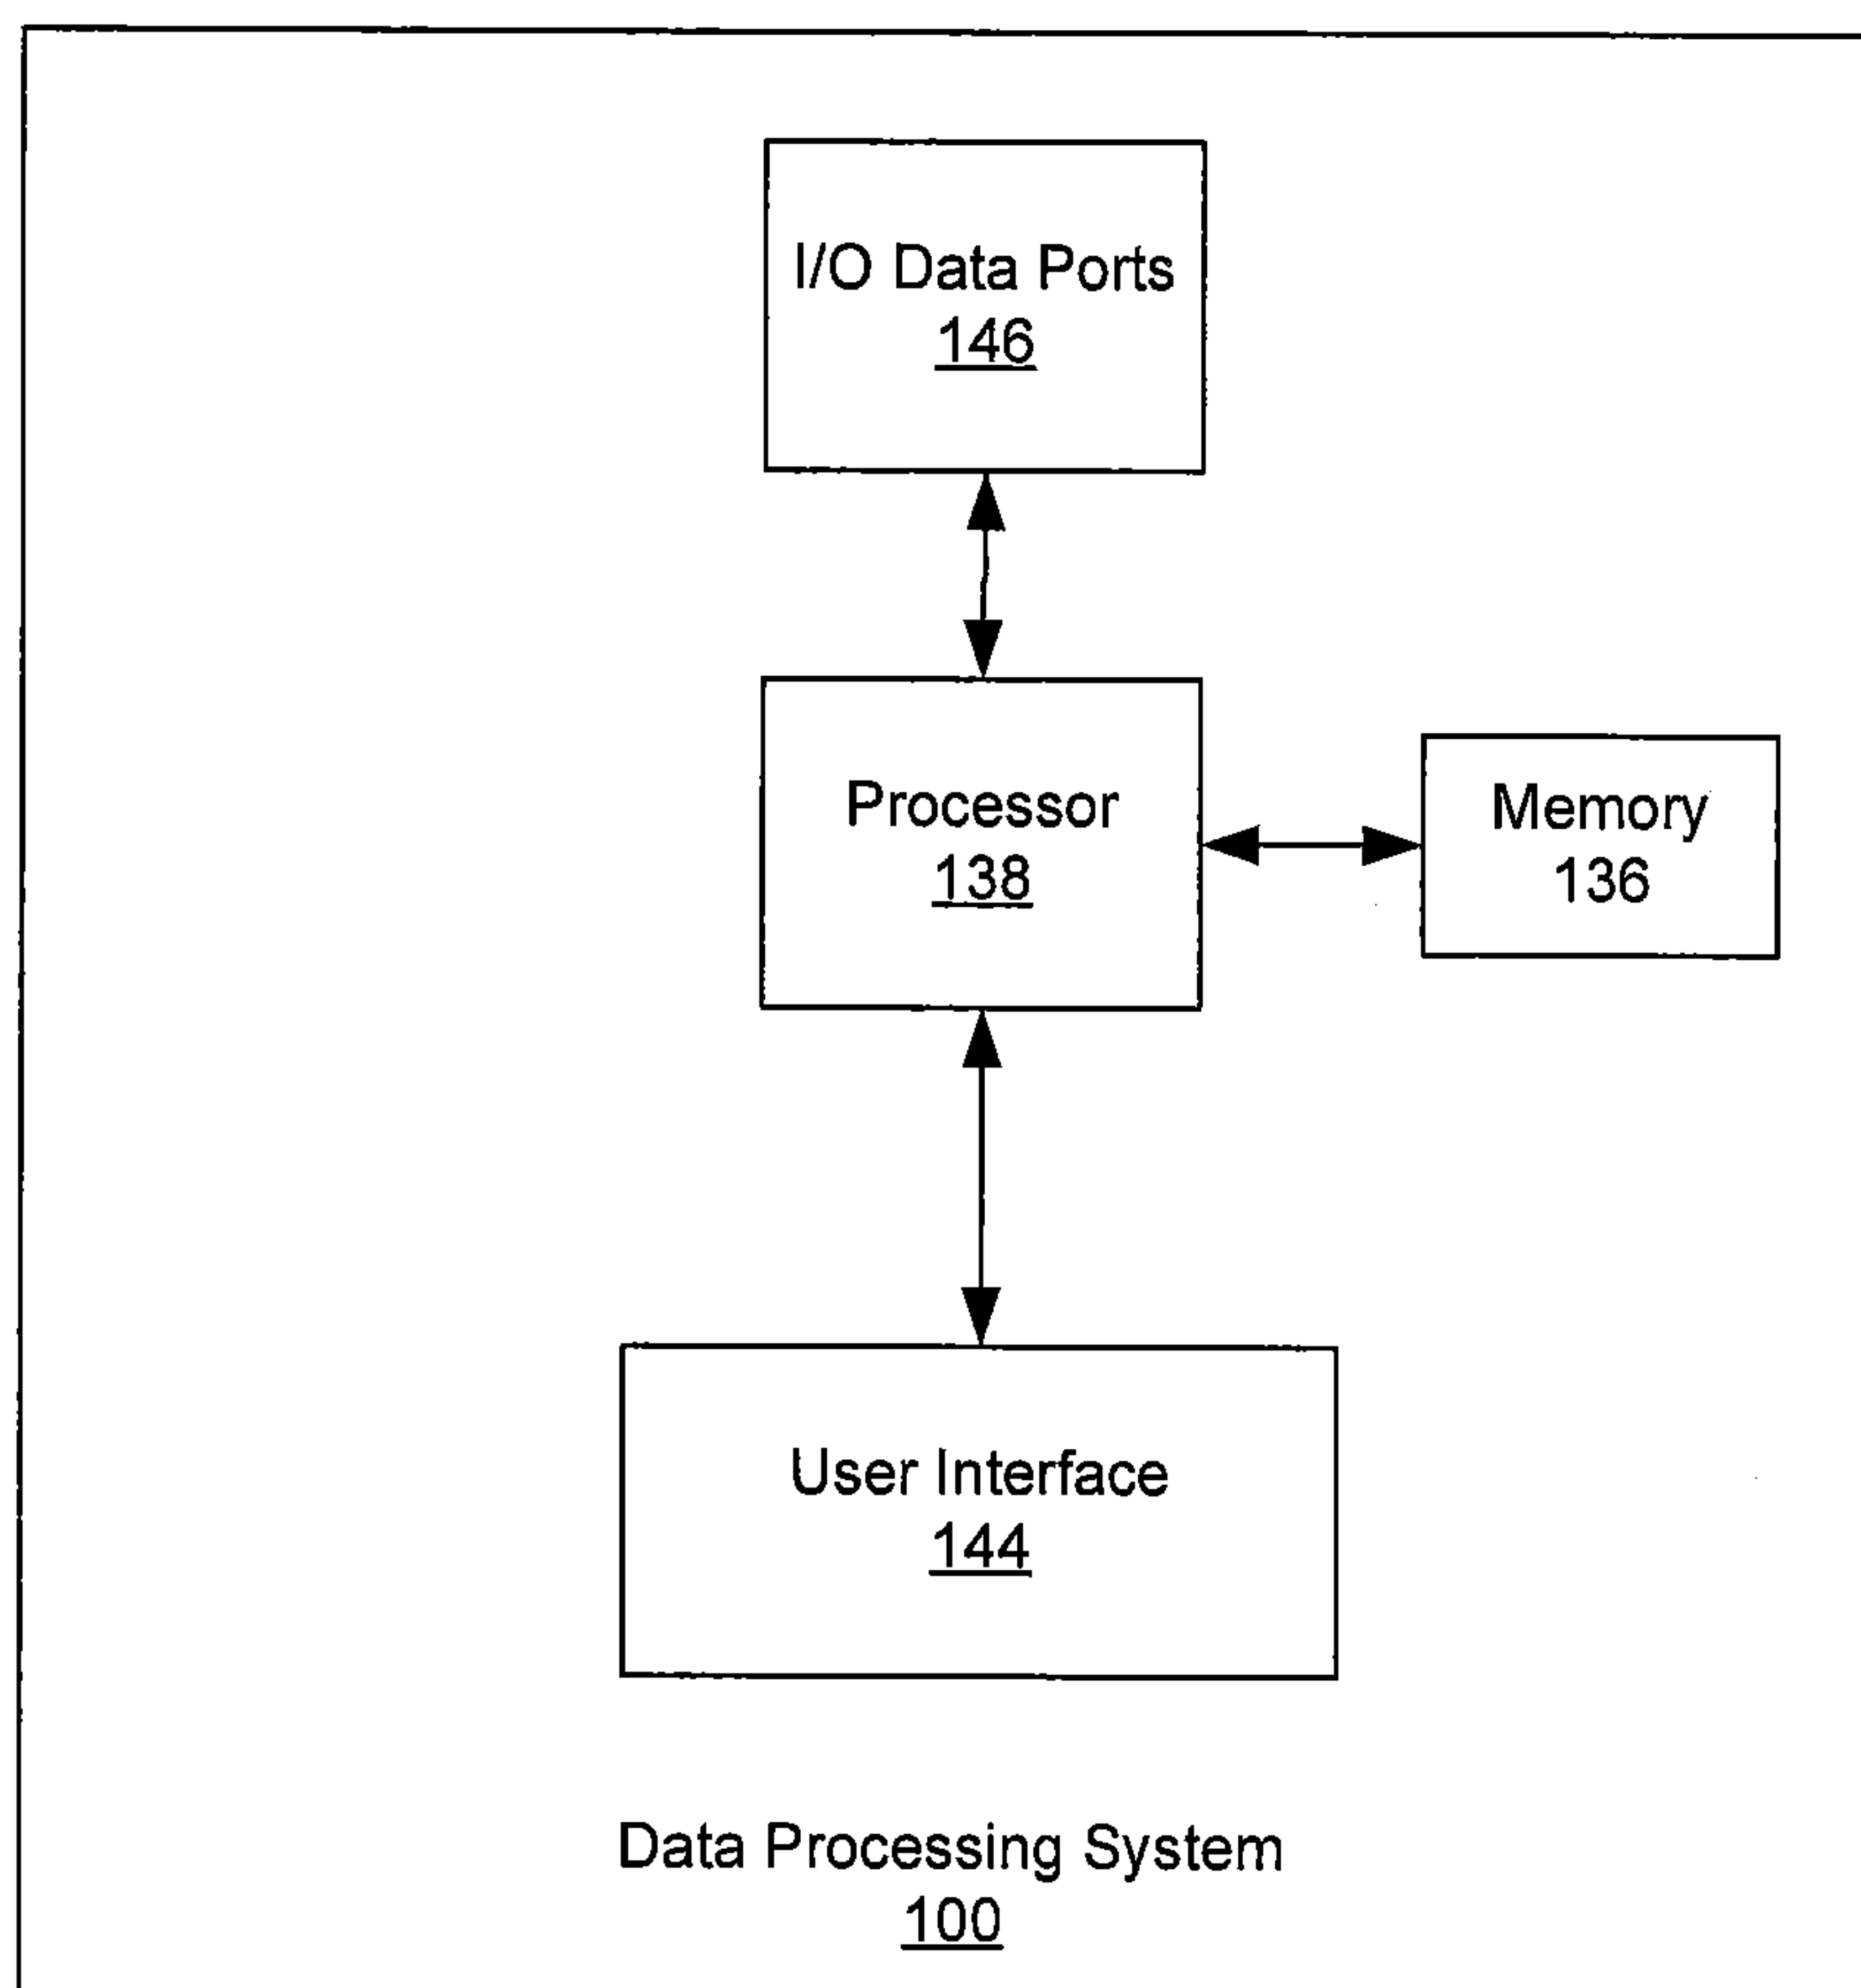 I/O Data Ports
146
Processor
138
Memory
136
User Interface
144
Data Processing System
100